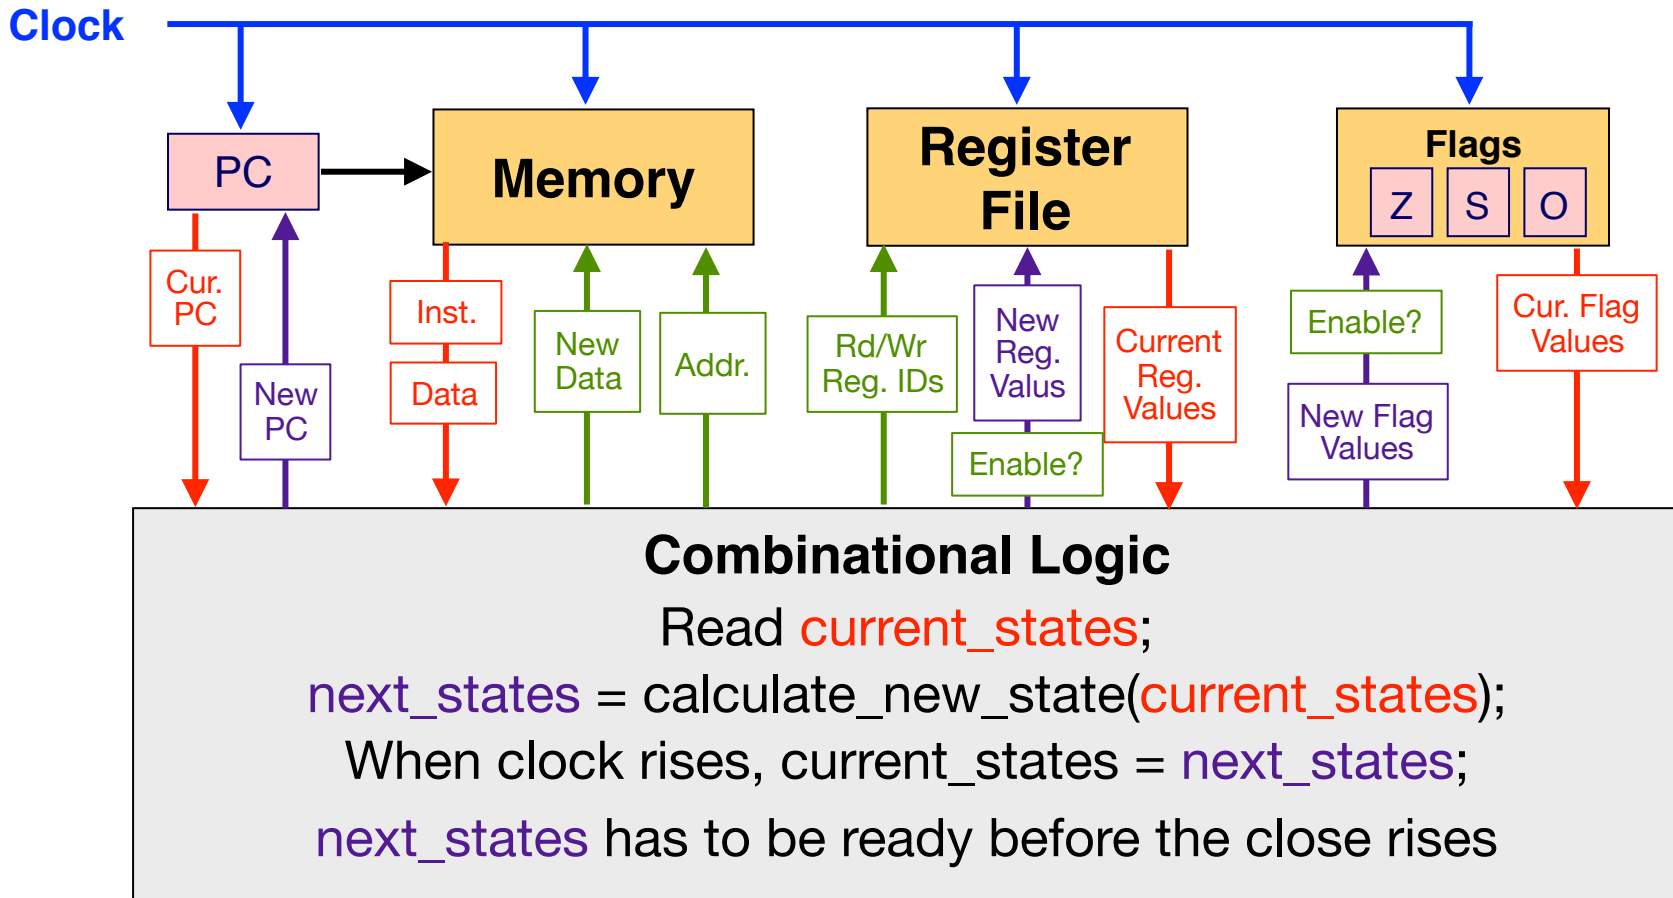 Clock
PC
Memory
Register
File
Flags
Z
S
O
Cur.
PC
New
PC
Inst.
Data
New
Data
Addr.
Rd/Wr
Reg. IDs
New
Reg.
Valus
Enable?
Current
Reg.
Values
Enable?
New Flag
Values
Cur. Flag
Values
Combinational Logic
Read current_states;
next_states = calculate_new_state(current_states);
When clock rises, current_states = next_states;
next_states has to be ready before the close rises